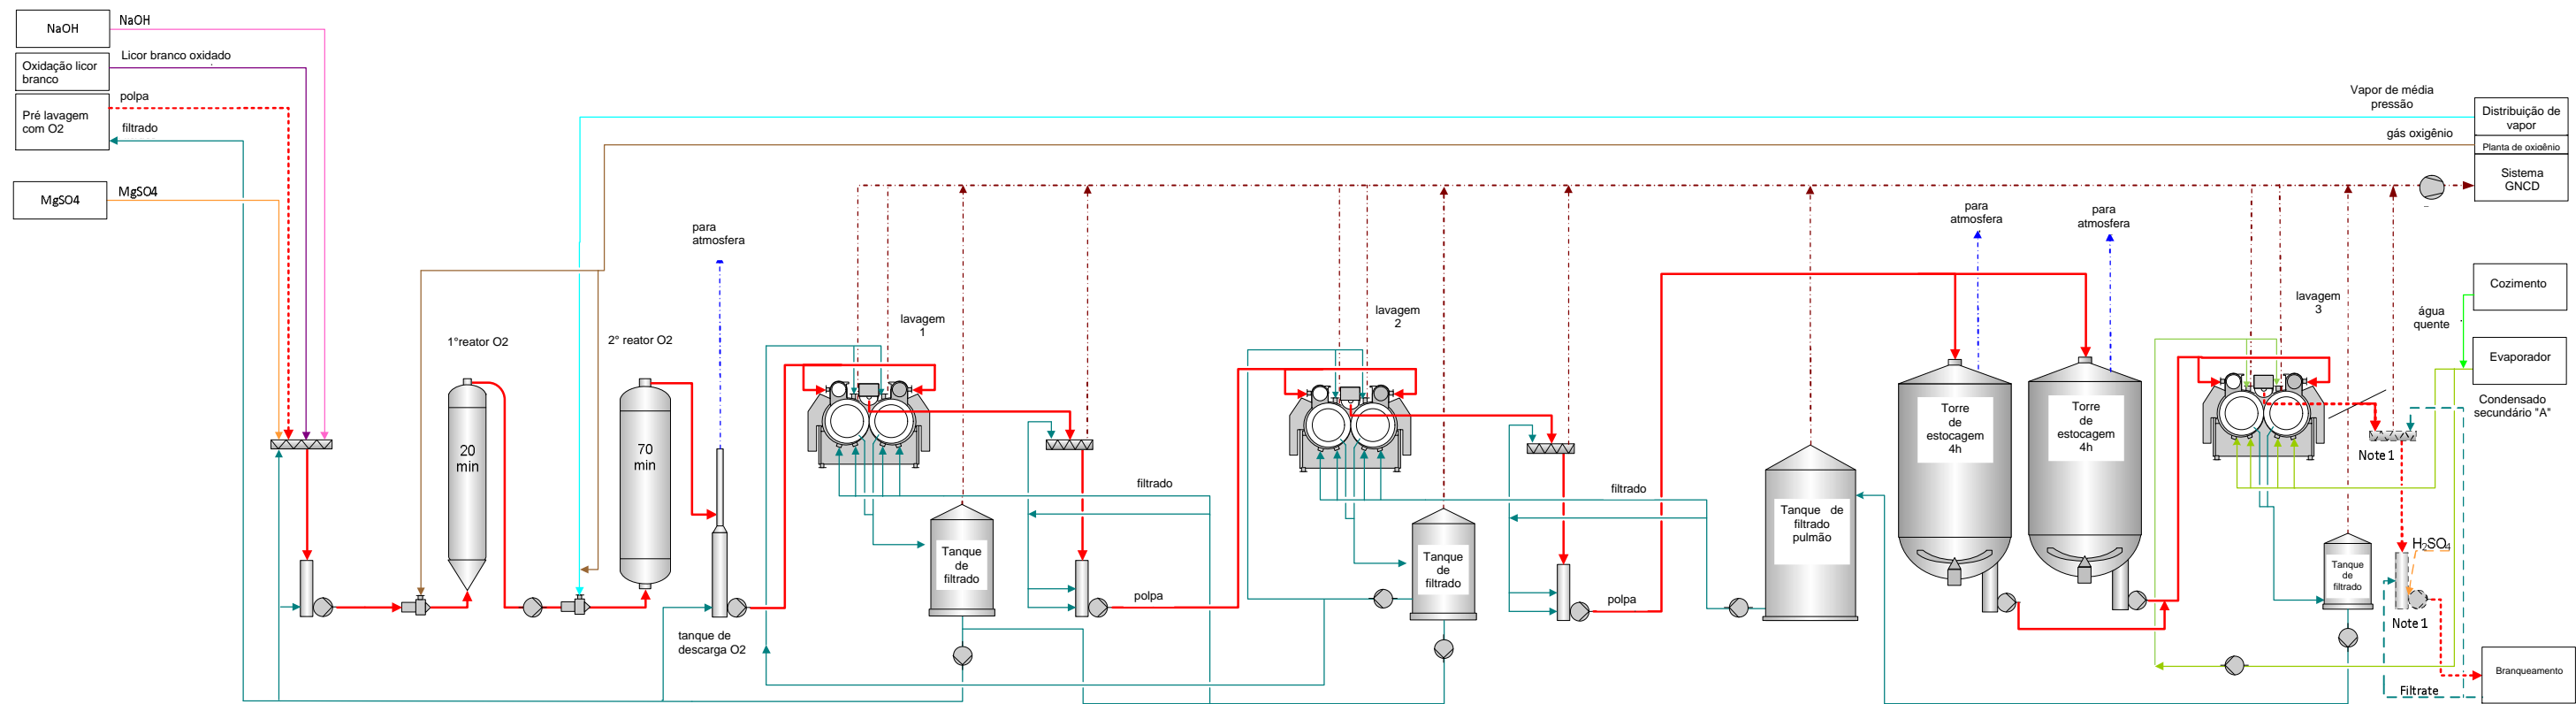 NaOH
NaOH
Oxidação licor
branco
Licor branco oxidado
Pré lavagem
com O2
polpa
filtrado
MgSO4
MgSO4
Vapor de média
pressão
Distribuição de
vapor
gás oxigênio
Planta de oxigênio
Sistema
GNCD
para
atmosfera
para
atmosfera
para
atmosfera
Cozimento
água
quente
Evaporador
Condensado
secundário "A"
1°reator O2
2° reator O2
lavagem
1
lavagem
2
lavagem
3
20
min
70
min
tanque de
descarga O2
Tanque
de
filtrado
filtrado
polpa
Tanque
de
filtrado
filtrado
polpa
Tanque de
filtrado
pulmão
Torre
de
estocagem
4h
Torre
de
estocagem
4h
Note 1
Tanque
de
filtrado
H2SO4
Note 1
Branqueamento
Filtrate